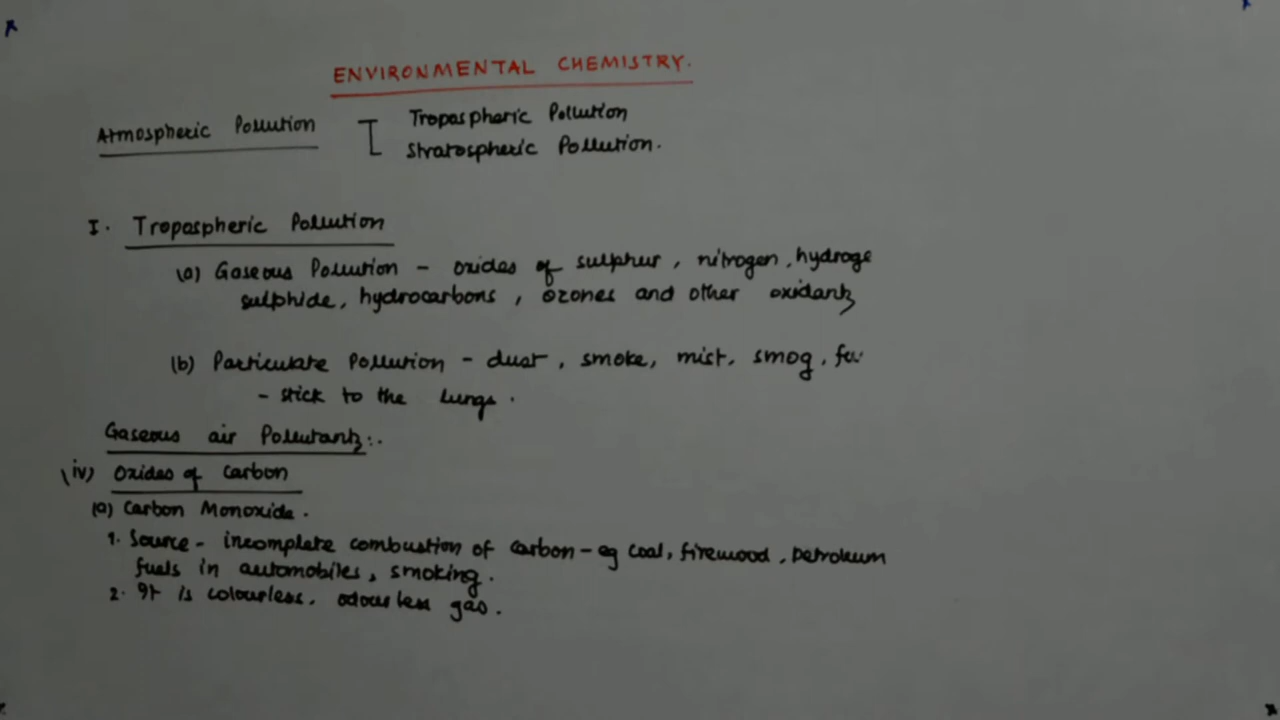 ENVIRONMENTAL CHEMISTRY.
Atmospheric Pollution
Tropospheric Pollution
Stratospheric Pollution.
I. Tropospheric Pollution
(a) Gaseous Pollution - oxides of sulphur, nitrogen, hydroge
sulphide, hydrocarbons, ozones and other oxidants
(b) Particulate Pollution - dust, smoke, mist, smog,
- stick to the lungs.
Gaseous air Pollutants:.
(iv) Oxides of Carbon
(a) Carbon Monoxide.
1. Source - incomplete combustion of carbon - eg coal, firewood, petroleum
fuels in automobiles, smoking.
2. It is colourless, odourless gas.